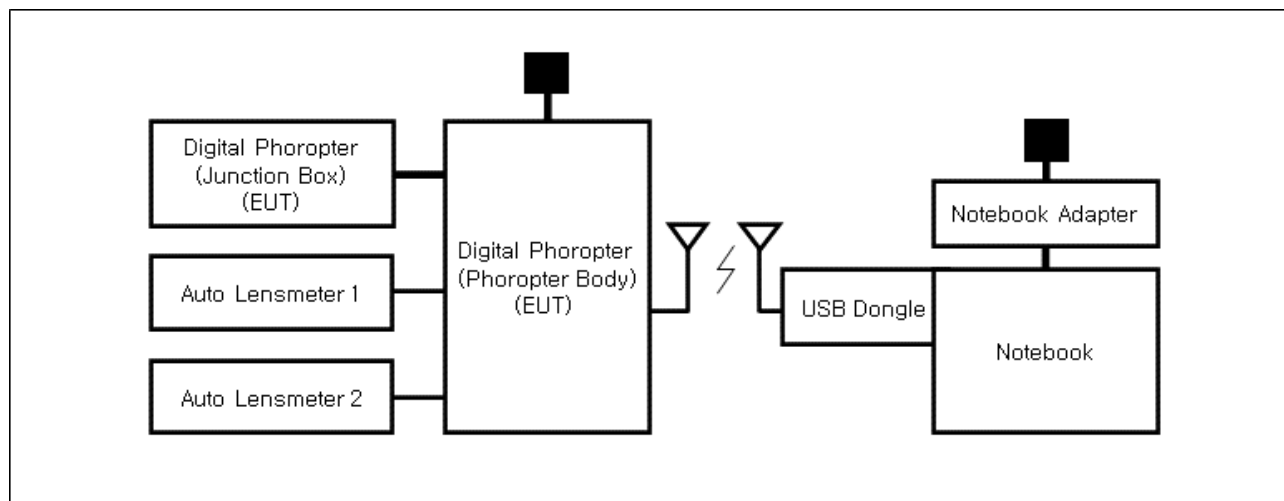 Digital Phoropter
(Junction Box)
(EUT)
Auto Lensmeter 1
Auto Lensmeter 2
Digital Phoropter
(Phoropter Body)
(EUT)
Notebook Adapter
USB Dongle
Notebook